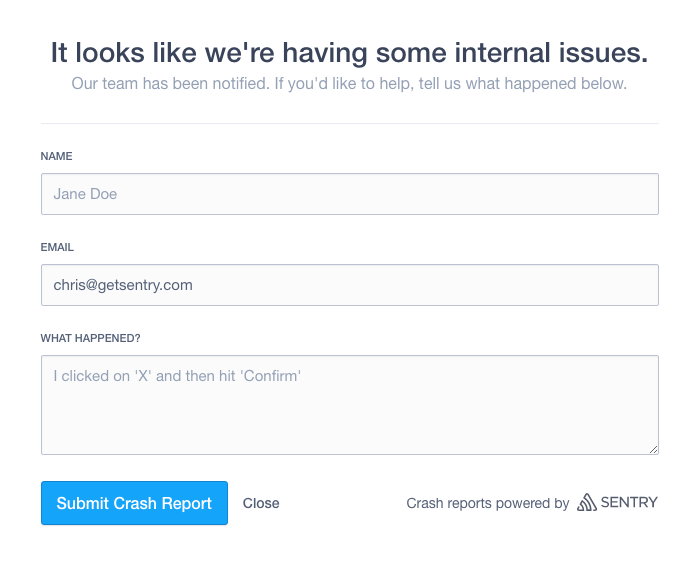 It looks like we're having some internal issues.
Our team has been notified. If you'd like to help, tell us what happened below.
NAME
Jane Doe
EMAIL
chris@getsentry.com
WHAT HAPPENED?
I clicked on 'X' and then hit 'Confirm'
Submit Crash Report Close Crash reports powered by SENTRY